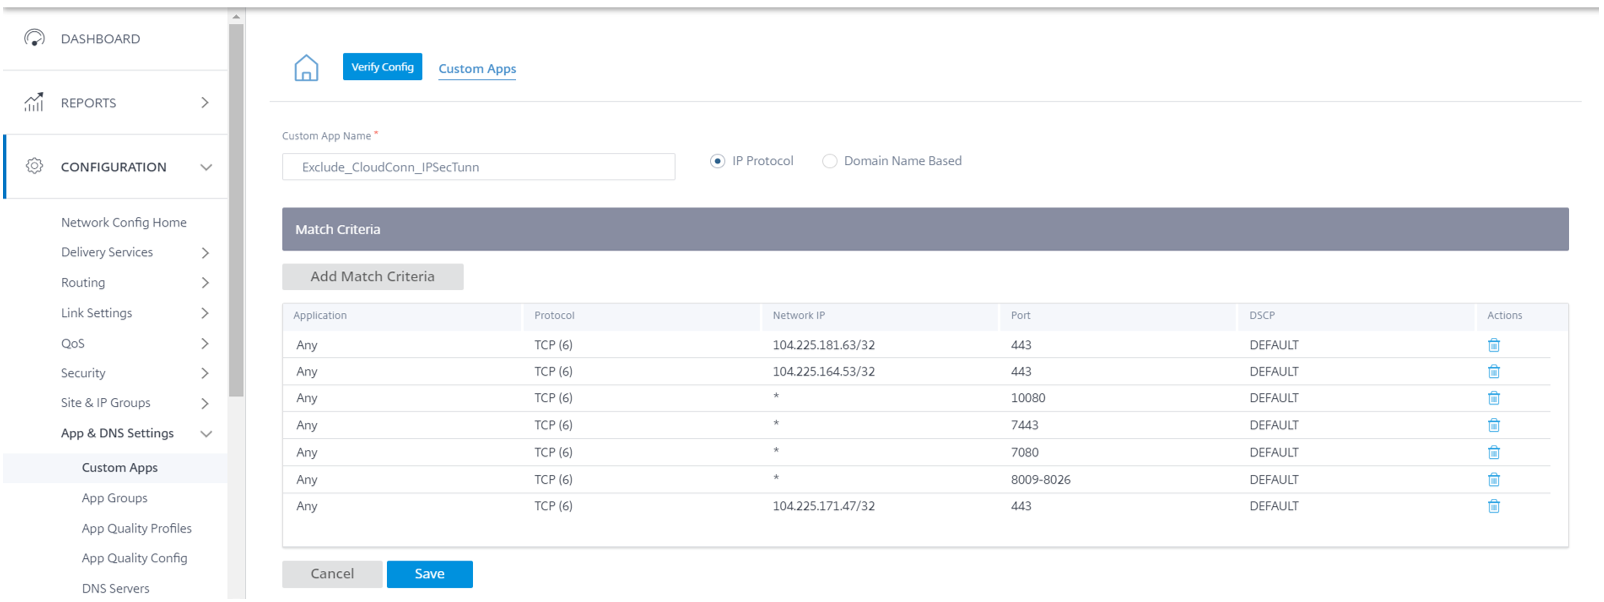 DASHBOARD
REPORTS
CONFIGURATION
Network Config Home
Delivery Services
Routing
Link Settings
QoS
Security
Site & IP Groups
App & DNS Settings
Custom Apps
App Groups
App Quality Profiles
App Quality Config
DNS Servers
Verify Config Custom Apps
Custom App Name *
Exclude_CloudConn_IPSecTunn IP Protocol Domain Name Based
Match Criteria
Add Match Criteria
Application Protocol Network IP Port DSCP Actions
Any TCP (6) 104.225.181.63/32 443 DEFAULT
Any TCP (6) 104.225.164.53/32 443 DEFAULT
Any TCP (6) * 10080 DEFAULT
Any TCP (6) * 7443 DEFAULT
Any TCP (6) * 7080 DEFAULT
Any TCP (6) * 8009-8026 DEFAULT
Any TCP (6) 104.225.171.47/32 443 DEFAULT
Cancel Save